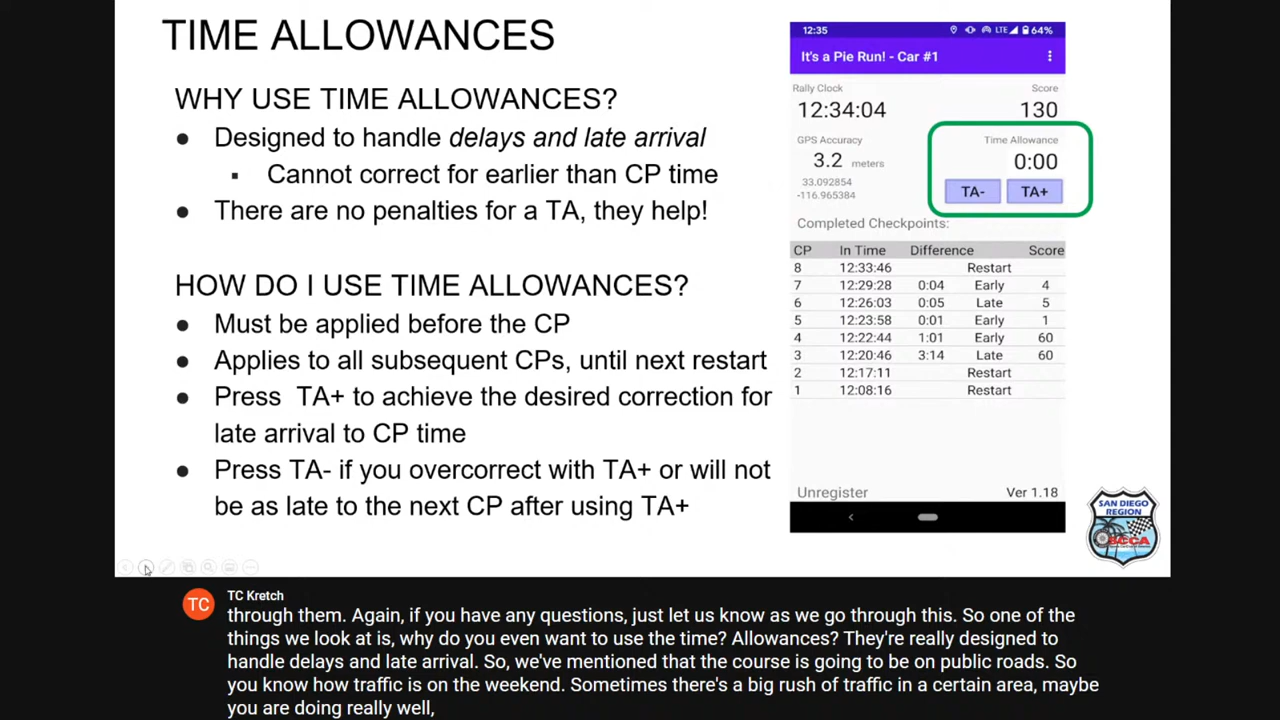 TIME ALLOWANCES
WHY USE TIME ALLOWANCES?
● Designed to handle delays and late arrival
▪ Cannot correct for earlier than CP time
● There are no penalties for a TA, they help!
HOW DO I USE TIME ALLOWANCES?
● Must be applied before the CP
● Applies to all subsequent CPs, until next restart
● Press TA+ to achieve the desired correction for
late arrival to CP time
● Press TA- if you overcorrect with TA+ or will not
be as late to the next CP after using TA+
12:35 LTE 64%
It's a Pie Run! - Car #1
Rally Clock Score
12:34:04 130
GPS Accuracy Time Allowance
3.2 meters 0:00
33.092854
-116.965384
TA- TA+
Completed Checkpoints:
CP In Time Difference Score
8 12:33:46 Restart
7 12:29:28 0:04 Early 4
6 12:26:03 0:05 Late 5
5 12:23:58 0:01 Early 1
4 12:22:44 1:01 Early 60
3 12:20:46 3:14 Late 60
2 12:17:11 Restart
1 12:08:16 Restart
Unregister Ver 1.18
SAN DIEGO
REGION
SCCA
TC
TC Kretch
through them. Again, if you have any questions, just let us know as we go through this. So one of the
things we look at is, why do you even want to use the time? Allowances? They're really designed to
handle delays and late arrival. So, we've mentioned that the course is going to be on public roads. So
you know how traffic is on the weekend. Sometimes there's a big rush of traffic in a certain area, maybe
you are doing really well,